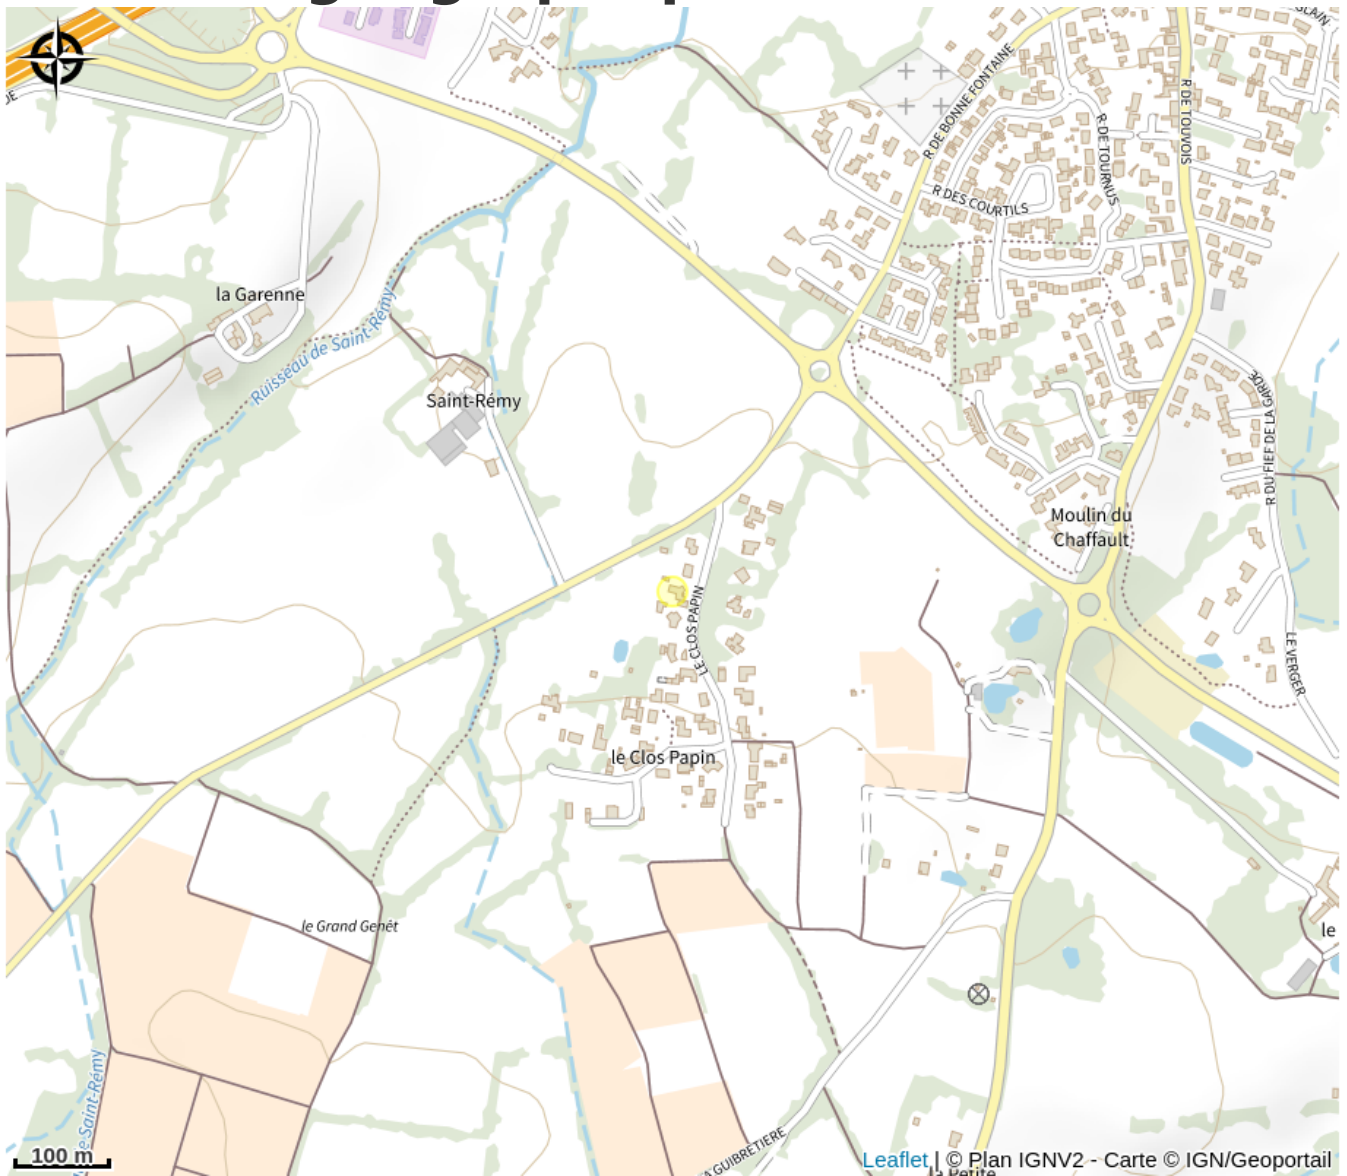 R DE BONNE FONTAINE
R DE TOUVOIS
R DE TOURNUS
R DES COURTILS
la Garenne
Ruisseau de Saint-Rémy
Saint-Rémy
R DU FIEF DE LA GARDE
Moulin du
Chaffault
LE CLOS PAPIN
LE VERGER
le Clos Papin
le Grand Genêt
le
e Saint-Rémy
A GUIBRETIERE
la Petite
100 m
Leaflet | © Plan IGNV2 - Carte © IGN/Geoportail